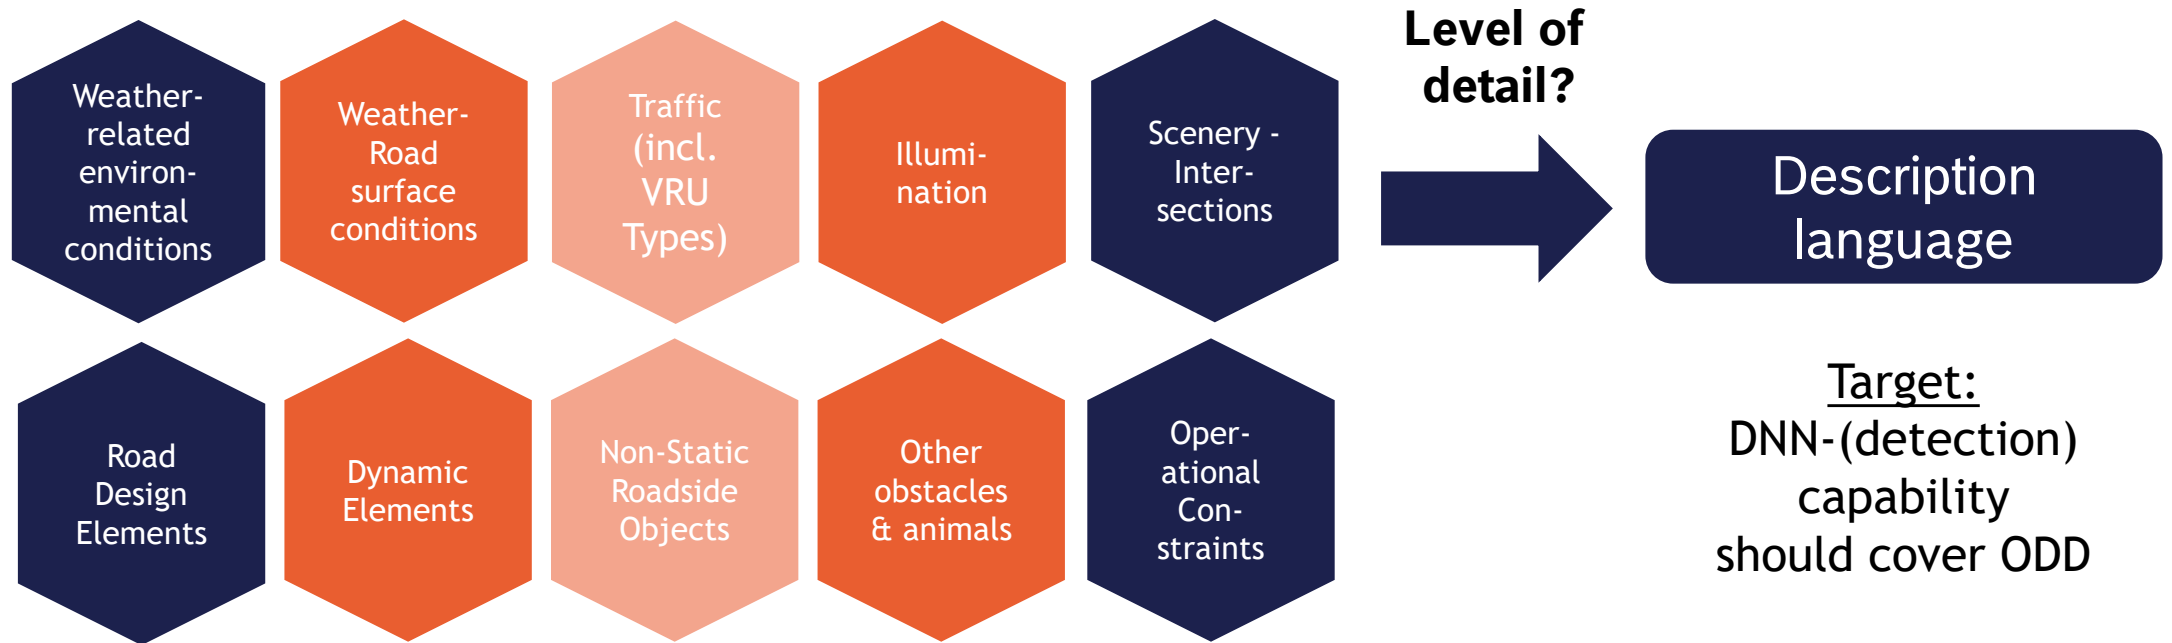 Weather-
related
environ-
mental
conditions
Weather-
Road
surface
conditions
Traffic
(incl.
VRU
Types)
Illumi-
nation
Scenery -
Inter-
sections
Level of
detail?
Description
language
Road
Design
Elements
Dynamic
Elements
Non-Static
Roadside
Objects
Other
obstacles
& animals
Oper-
ational
Con-
straints
Target:
DNN-(detection)
capability
should cover ODD